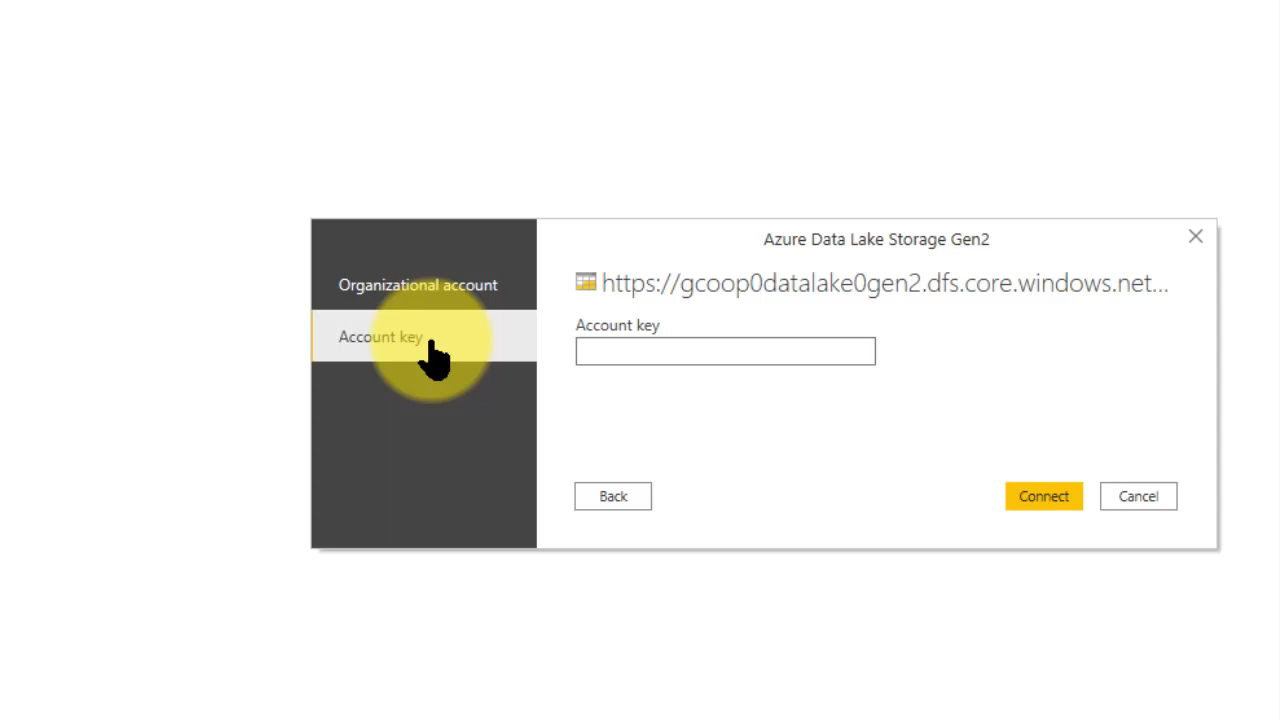 Azure Data Lake Storage Gen2
Organizational account
Account key
https://gcoop0datalake0gen2.dfs.core.windows.net...
Account key
Back
Connect
Cancel